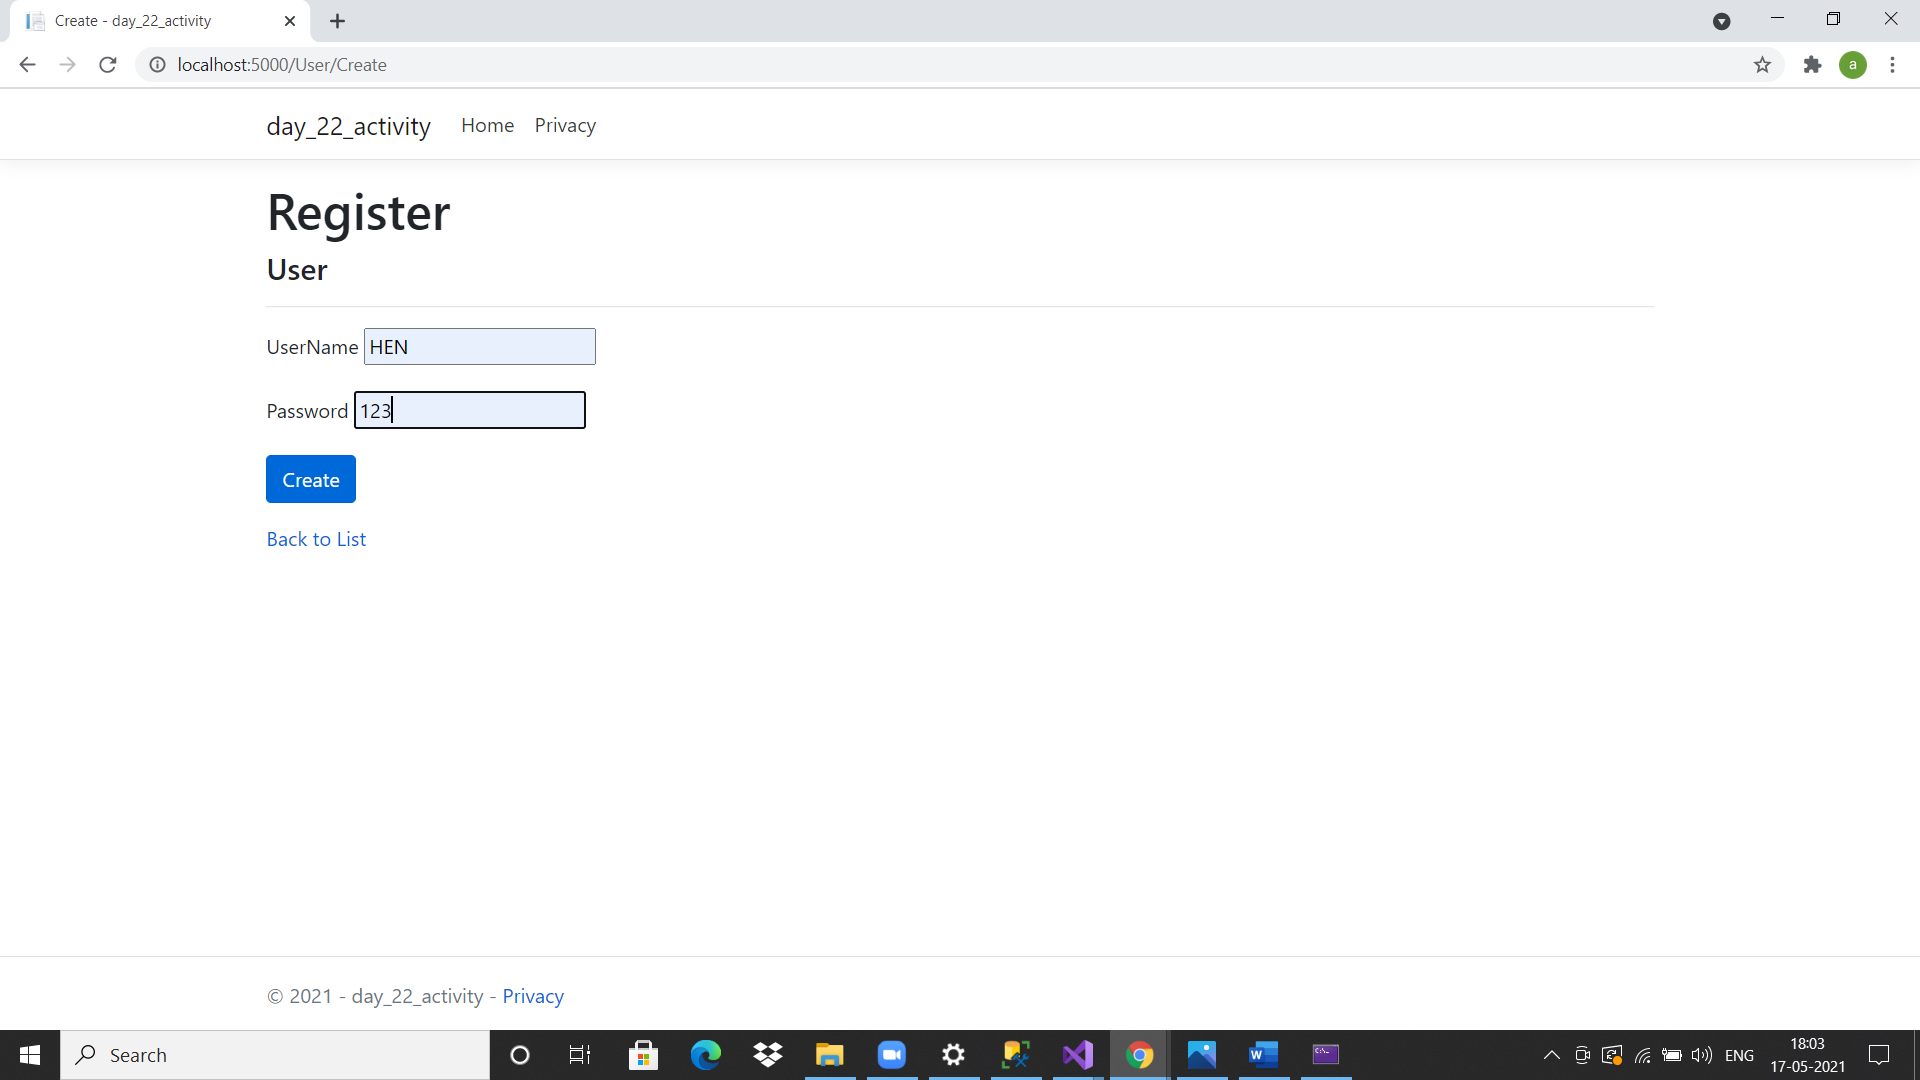 Create - day_22_activity
localhost:5000/User/Create
a
day_22_activity Home Privacy
Register
User
UserName HEN
Password 123
Create
Back to List
© 2021 - day_22_activity - Privacy
Search
ENG
18:03
17-05-2021